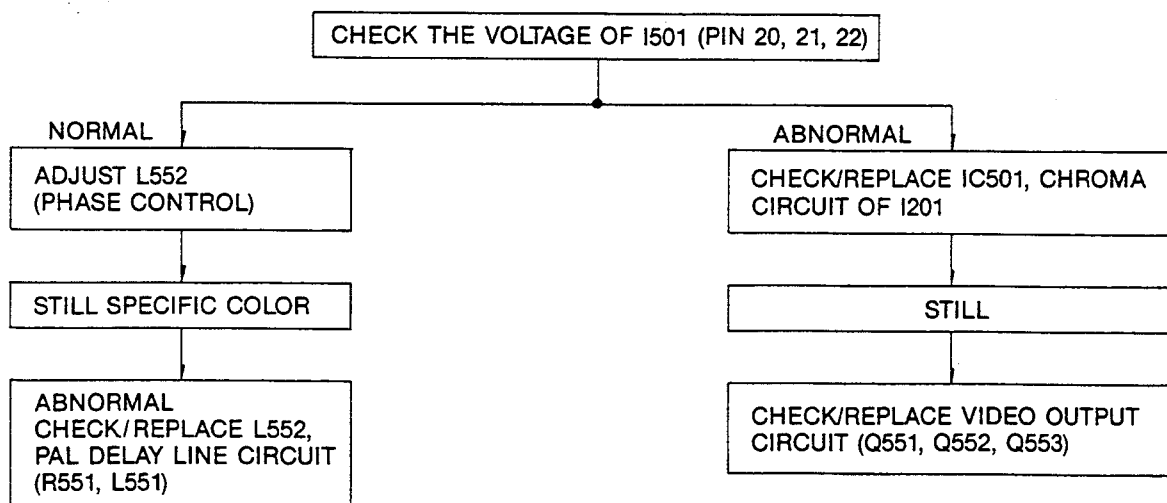 CHECK THE VOLTAGE OF I501 (PIN 20, 21, 22)
NORMAL
ADJUST L552
(PHASE CONTROL)
STILL SPECIFIC COLOR
ABNORMAL
CHECK/REPLACE L552,
PAL DELAY LINE CIRCUIT
(R551, L551)
ABNORMAL
CHECK/REPLACE IC501, CHROMA
CIRCUIT OF I201
STILL
CHECK/REPLACE VIDEO OUTPUT
CIRCUIT (Q551, Q552, Q553)